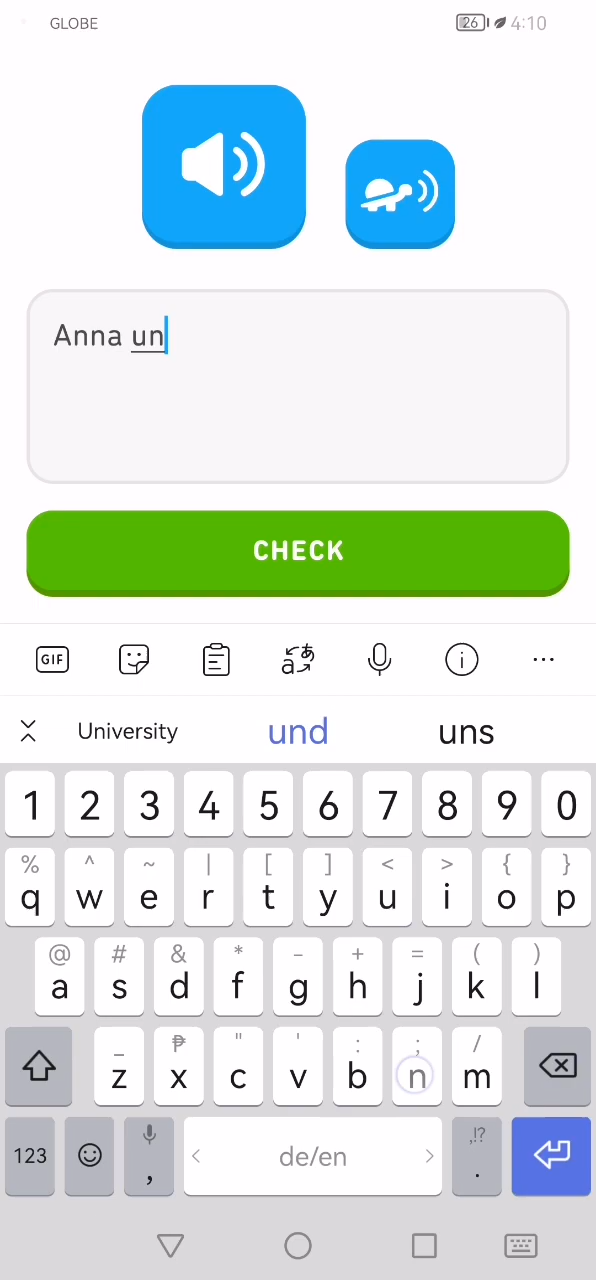 GLOBE 26 4:10
Anna un
CHECK
GIF
University und uns
1 2 3 4 5 6 7 8 9 0
% ^ ~ | [ ] < > { }
q w e r t y u i o p
@ # & * - + = ( )
a s d f g h j k l
_ ₱ " ' : ; /
z x c v b n m
123 , < de/en > ,!? .